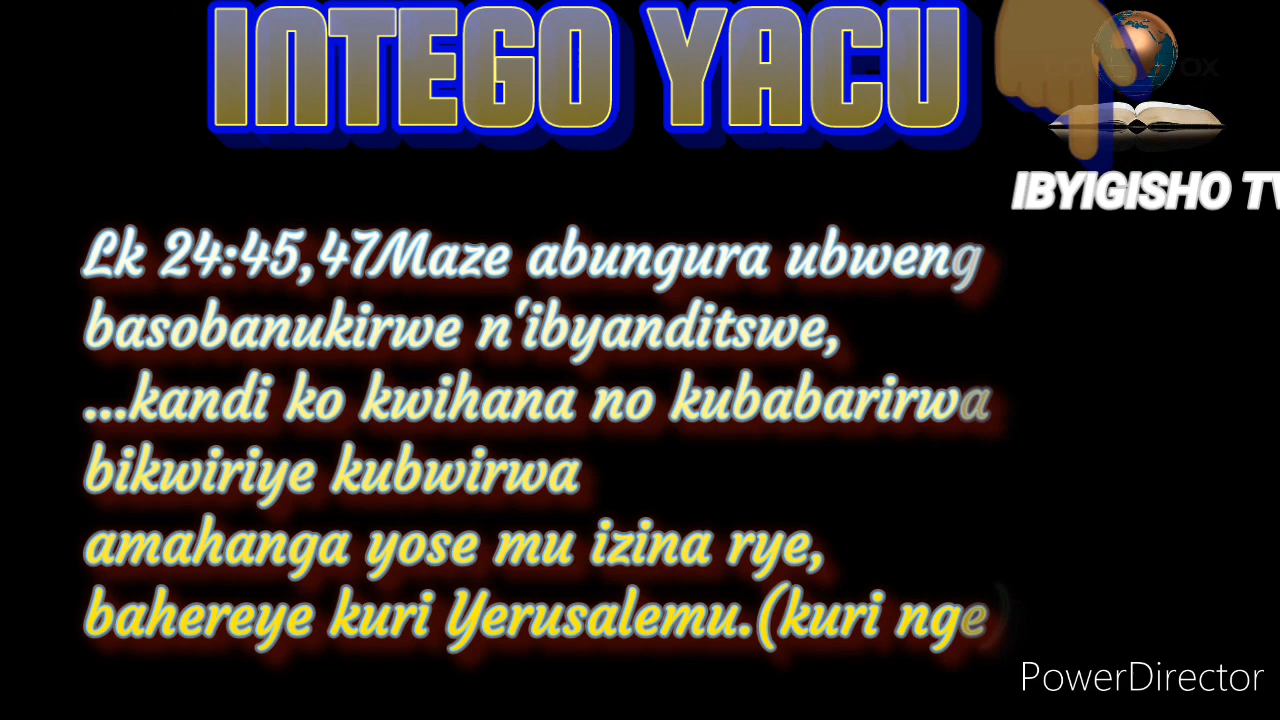 INTEGO YACU
OX
IBYIGISHO TV
Lk 24:45,47Maze abungura ubweng
basobanukirwe n'ibyanditswe,
...kandi ko kwihana no kubabarirwa
bikwiriye kubwirwa
amahanga yose mu izina rye,
bahereye kuri Yerusalemu.(kuri nge)
PowerDirector